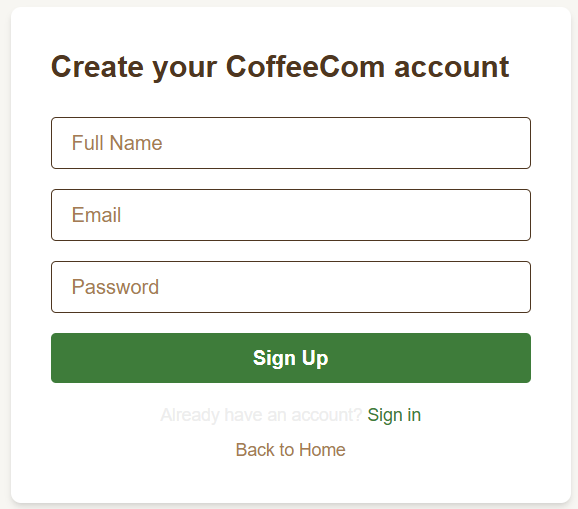 Create your CoffeeCom account
Full Name
Email
Password
Sign Up
Already have an account? Sign in
Back to Home